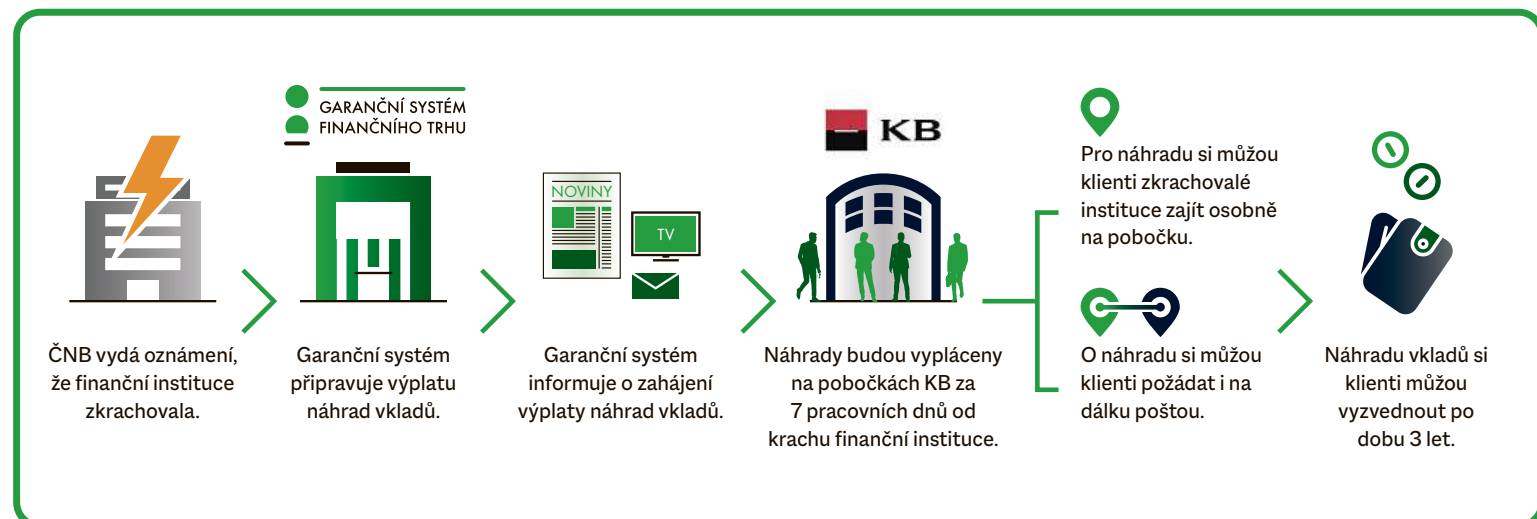 GARANČNÍ SYSTÉM
FINANČNÍHO TRHU
ČNB vydá oznámení,
že finanční instituce
zkrachovala.
Garanční systém
připravuje výplatu
náhrad vkladů.
NOVINY
TV
Garanční systém
informuje o zahájení
výplaty náhrad vkladů.
KB
Náhrady budou vypláceny
na pobočkách KB za
7 pracovních dnů od
krachu finanční instituce.
Pro náhradu si můžou
klienti zkrachovalé
instituce zajít osobně
na pobočku.
O náhradu si můžou
klienti požádat i na
dálku poštou.
Náhradu vkladů si
klienti můžou
vyzvednout po
dobu 3 let.